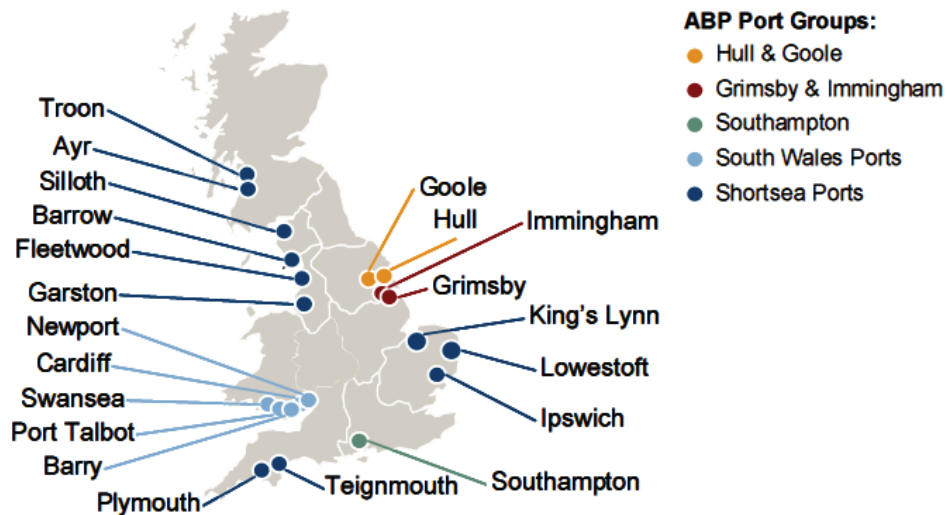 ABP Port Groups:
Hull & Goole
Grimsby & Immingham
Southampton
South Wales Ports
Shortsea Ports
Troon
Ayr
Silloth
Barrow
Fleetwood
Garston
Newport
Cardiff
Swansea
Port Talbot
Barry
Plymouth
Teignmouth
Goole
Hull
Immingham
Grimsby
King's Lynn
Lowestoft
Ipswich
Southampton